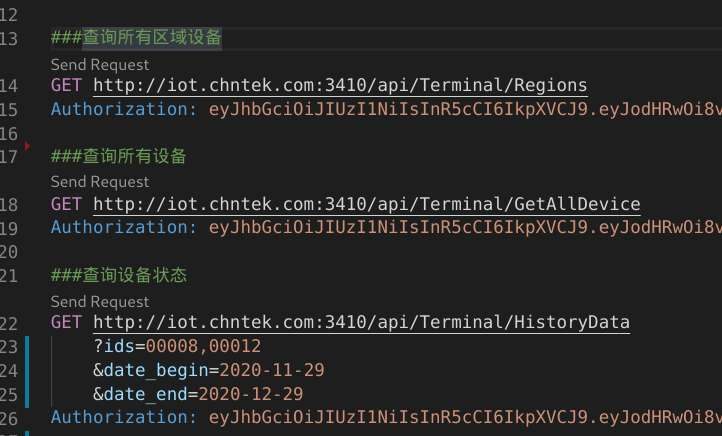 12
13 ###查询所有区域设备
Send Request
14 GET http://iot.chntek.com:3410/api/Terminal/Regions
15 Authorization: eyJhbGciOiJIUzI1NiIsInR5cCI6IkpXVCJ9.eyJodHRwOi8v
16
17 ###查询所有设备
Send Request
18 GET http://iot.chntek.com:3410/api/Terminal/GetAllDevice
19 Authorization: eyJhbGciOiJIUzI1NiIsInR5cCI6IkpXVCJ9.eyJodHRwOi8v
20
21 ###查询设备状态
Send Request
22 GET http://iot.chntek.com:3410/api/Terminal/HistoryData
23 ?ids=00008,00012
24 &date_begin=2020-11-29
25 &date_end=2020-12-29
26 Authorization: eyJhbGciOiJIUzI1NiIsInR5cCI6IkpXVCJ9.eyJodHRwOi8v